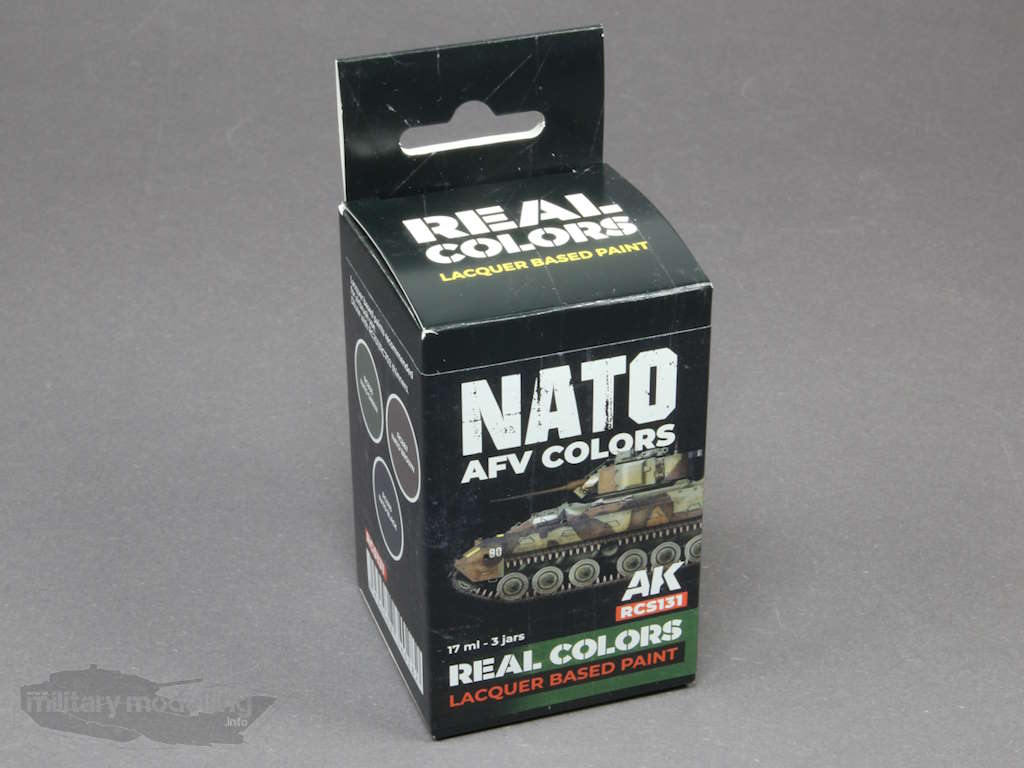 REAL
COLORS
LACQUER BASED PAINT
NATO
AFV COLORS
90
AK
RCS131
17 ml - 3 jars
REAL COLORS
LACQUER BASED PAINT
military modelling
.info